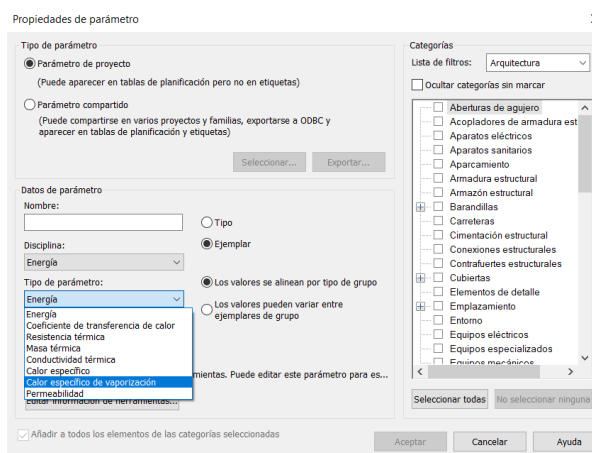 Propiedades de parámetro
Tipo de parámetro
Parámetro de proyecto
(Puede aparecer en tablas de planificación pero no en etiquetas)
Parámetro compartido
(Puede compartirse en varios proyectos y familias, exportarse a ODBC y
aparecer en tablas de planificación y etiquetas)
Seleccionar...
Exportar...
Datos de parámetro
Nombre:
Tipo
Disciplina:
Ejemplar
Energía
Tipo de parámetro:
Los valores se alinean por tipo de grupo
Energía
Los valores pueden variar entre
ejemplares de grupo
Energía
Coeficiente de transferencia de calor
Resistencia térmica
Masa térmica
Conductividad térmica
Calor específico
Calor específico de vaporización
Permeabilidad
mientas. Puede editar este parámetro para es...
Editar información de herramientas...
Añadir a todos los elementos de las categorías seleccionadas
Categorías
Lista de filtros:
Arquitectura
Ocultar categorías sin marcar
Aberturas de agujero
Acopladores de armadura est
Aparatos eléctricos
Aparatos sanitarios
Aparcamiento
Armadura estructural
Armazón estructural
Barandillas
Carreteras
Cimentación estructural
Conexiones estructurales
Contrafuertes estructurales
Cubiertas
Elementos de detalle
Emplazamiento
Entorno
Equipos eléctricos
Equipos especializados
Equipos mecánicos
Seleccionar todas
No seleccionar ninguna
Aceptar
Cancelar
Ayuda